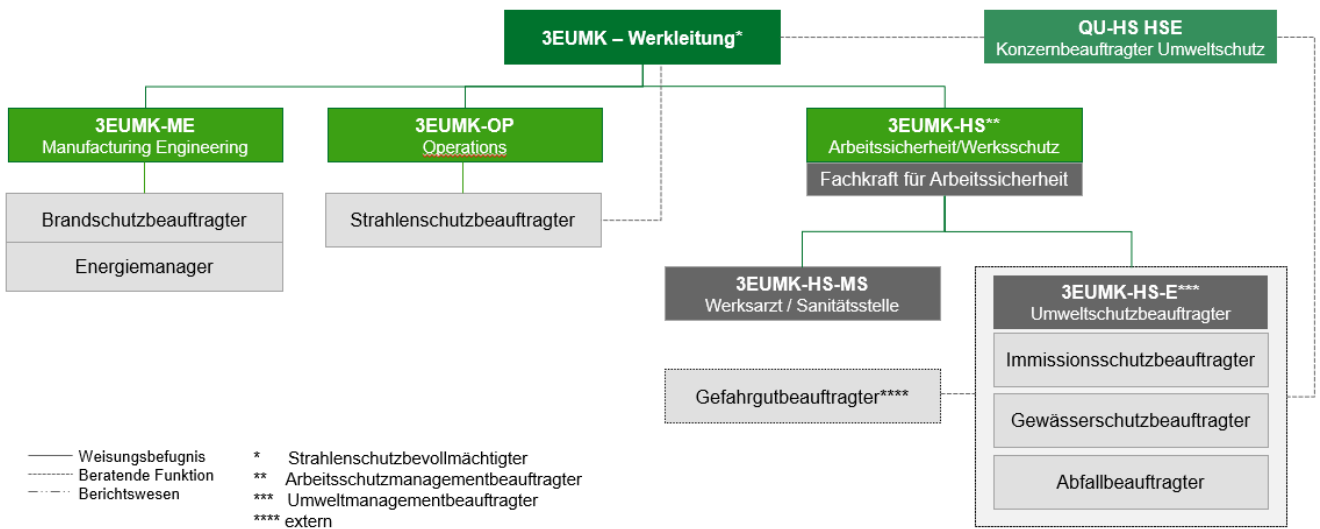 3EUMK – Werkleitung*
QU-HS HSE
Konzernbeauftragter Umweltschutz
3EUMK-ME
Manufacturing Engineering
3EUMK-OP
Operations
3EUMK-HS**
Arbeitssicherheit/Werksschutz
Fachkraft für Arbeitssicherheit
Brandschutzbeauftragter
Energiemanager
Strahlenschutzbeauftragter
3EUMK-HS-MS
Werksarzt / Sanitätsstelle
3EUMK-HS-E***
Umweltschutzbeauftragter
Immissionsschutzbeauftragter
Gefahrgutbeauftragter****
Gewässerschutzbeauftragter
Abfallbeauftragter
Weisungsbefugnis
Beratende Funktion
Berichtswesen
* Strahlenschutzbevollmächtigter
** Arbeitsschutzmanagementbeauftragter
*** Umweltmanagementbeauftragter
**** extern